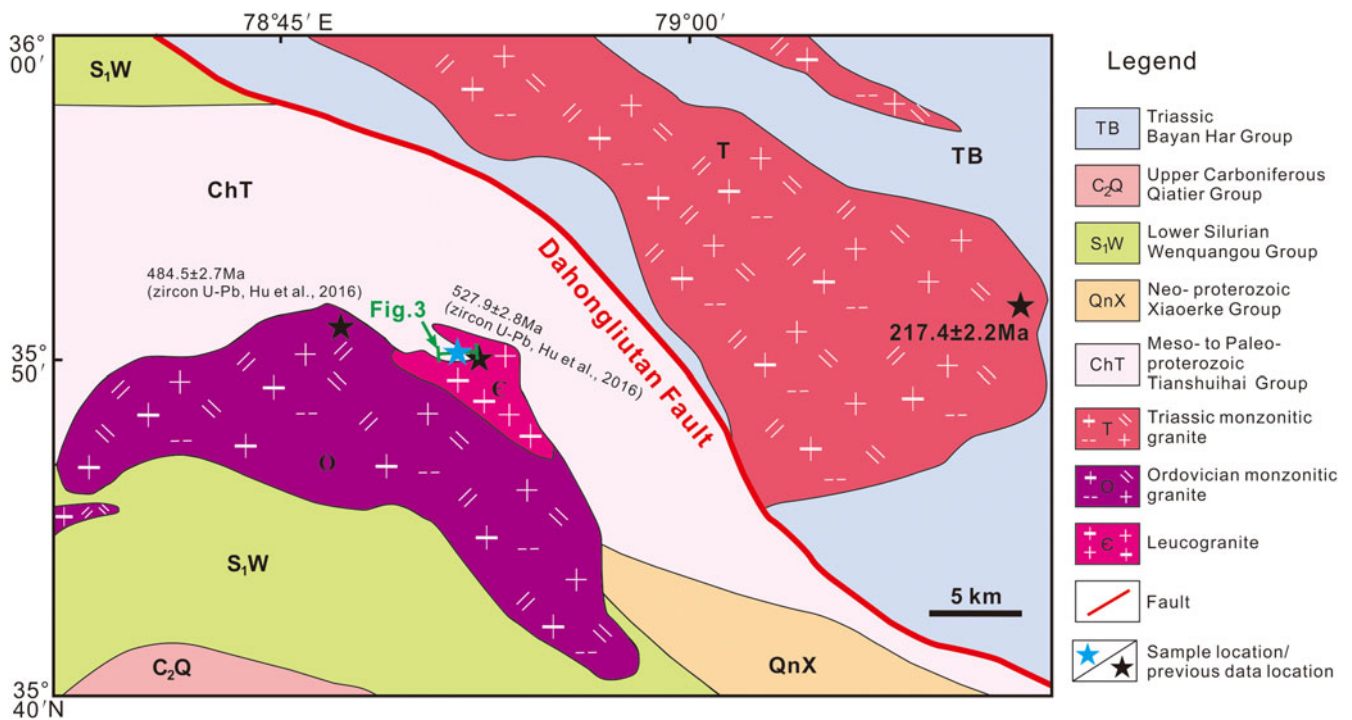 78°45′ E
79°00′
36°
00′
S₁W
T
TB
ChT
Dahongliutan Fault
484.5±2.7Ma
(zircon U-Pb, Hu et al., 2016)
527.9±2.8Ma
(zircon U-Pb, Hu et al., 2016)
Fig.3
217.4±2.2Ma
35°
50′
Є
O
S₁W
5 km
C₂Q
QnX
35°
40′N
Legend
TB
Triassic
Bayan Har Group
C₂Q
Upper Carboniferous
Qiatier Group
S₁W
Lower Silurian
Wenquangou Group
QnX
Neo- proterozoic
Xiaoerke Group
ChT
Meso- to Paleo-
proterozoic
Tianshuihai Group
T
Triassic monzonitic
granite
O
Ordovician monzonitic
granite
Є
Leucogranite
Fault
Sample location/
previous data location